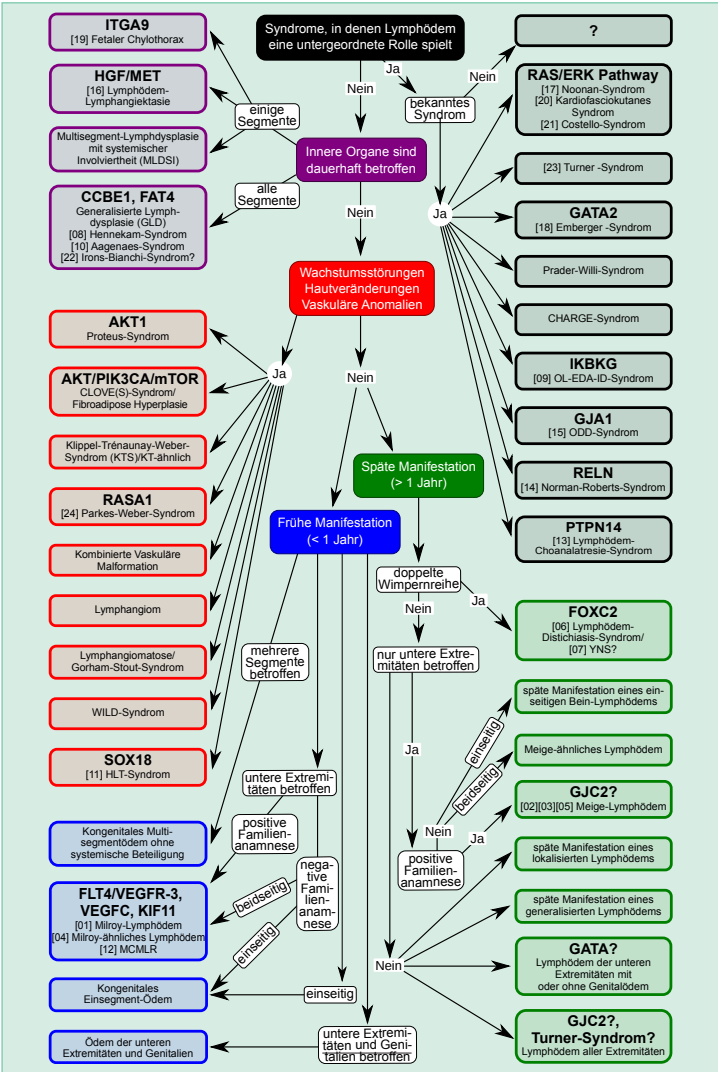 Syndrome, in denen Lymphödem
eine untergeordnete Rolle spielt
Ja
Nein
bekanntes
Syndrom
Nein
?
Ja
RAS/ERK Pathway
[17] Noonan-Syndrom
[20] Kardiofasciokutanes
Syndrom
[21] Costello-Syndrom
[23] Turner -Syndrom
GATA2
[18] Emberger -Syndrom
Prader-Willi-Syndrom
CHARGE-Syndrom
IKBKG
[09] OL-EDA-ID-Syndrom
GJA1
[15] ODD-Syndrom
RELN
[14] Norman-Roberts-Syndrom
PTPN14
[13] Lymphödem-
Choanalatresie-Syndrom
Innere Organe sind
dauerhaft betroffen
einige
Segmente
alle
Segmente
Nein
ITGA9
[19] Fetaler Chylothorax
HGF/MET
[16] Lymphödem-
Lymphangiektasie
Multisegment-Lymphdysplasie
mit systemischer
Involviertheit (MLDSI)
CCBE1, FAT4
Generalisierte Lymph-
dysplasie (GLD)
[08] Hennekam-Syndrom
[10] Aagenaes-Syndrom
[22] Irons-Bianchi-Syndrom?
Wachstumsstörungen
Hautveränderungen
Vaskuläre Anomalien
Ja
Nein
AKT1
Proteus-Syndrom
AKT/PIK3CA/mTOR
CLOVE(S)-Syndrom/
Fibroadipose Hyperplasie
Klippel-Trénaunay-Weber-
Syndrom (KTS)/KT-ähnlich
RASA1
[24] Parkes-Weber-Syndrom
Kombinierte Vaskuläre
Malformation
Lymphangiom
Lymphangiomatose/
Gorham-Stout-Syndrom
WILD-Syndrom
SOX18
[11] HLT-Syndrom
Späte Manifestation
(> 1 Jahr)
Frühe Manifestation
(< 1 Jahr)
doppelte
Wimpernreihe
Ja
Nein
FOXC2
[06] Lymphödem-
Distichiasis-Syndrom/
[07] YNS?
nur untere Extre-
mitäten betroffen
Ja
Nein
positive
Familien-
anamnese
Nein
Ja
einseitig
beidseitig
späte Manifestation eines ein-
seitigen Bein-Lymphödems
Meige-ähnliches Lymphödem
GJC2?
[02][03][05] Meige-Lymphödem
späte Manifestation eines
lokalisierten Lymphödems
späte Manifestation eines
generalisierten Lymphödems
GATA?
Lymphödem der unteren
Extremitäten mit
oder ohne Genitalödem
GJC2?,
Turner-Syndrom?
Lymphödem aller Extremitäten
mehrere
Segmente
betroffen
untere Extremi-
täten betroffen
positive
Familien-
anamnese
nega-
tive
Fami-
lien-
anam-
nese
beidseitig
einseitig
einseitig
untere Extremi-
täten und Geni-
talien betroffen
Kongenitales Multi-
segmentödem ohne
systemische Beteiligung
FLT4/VEGFR-3,
VEGFC, KIF11
[01] Milroy-Lymphödem
[04] Milroy-ähnliches Lymphödem
[12] MCMLR
Kongenitales
Einsegment-Ödem
Ödem der unteren
Extremitäten und Genitalien